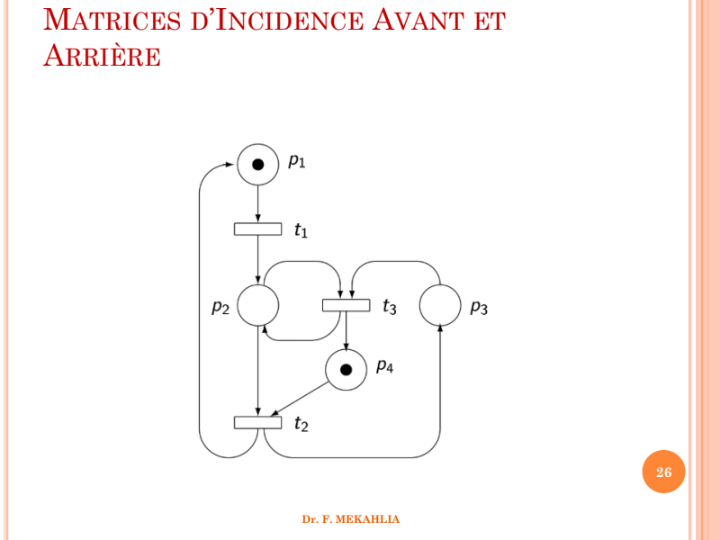 MATRICES D'INCIDENCE AVANT ET
ARRIÈRE
p1
t1
p2
t3
p3
p4
t2
26
Dr. F. MEKAHLIA